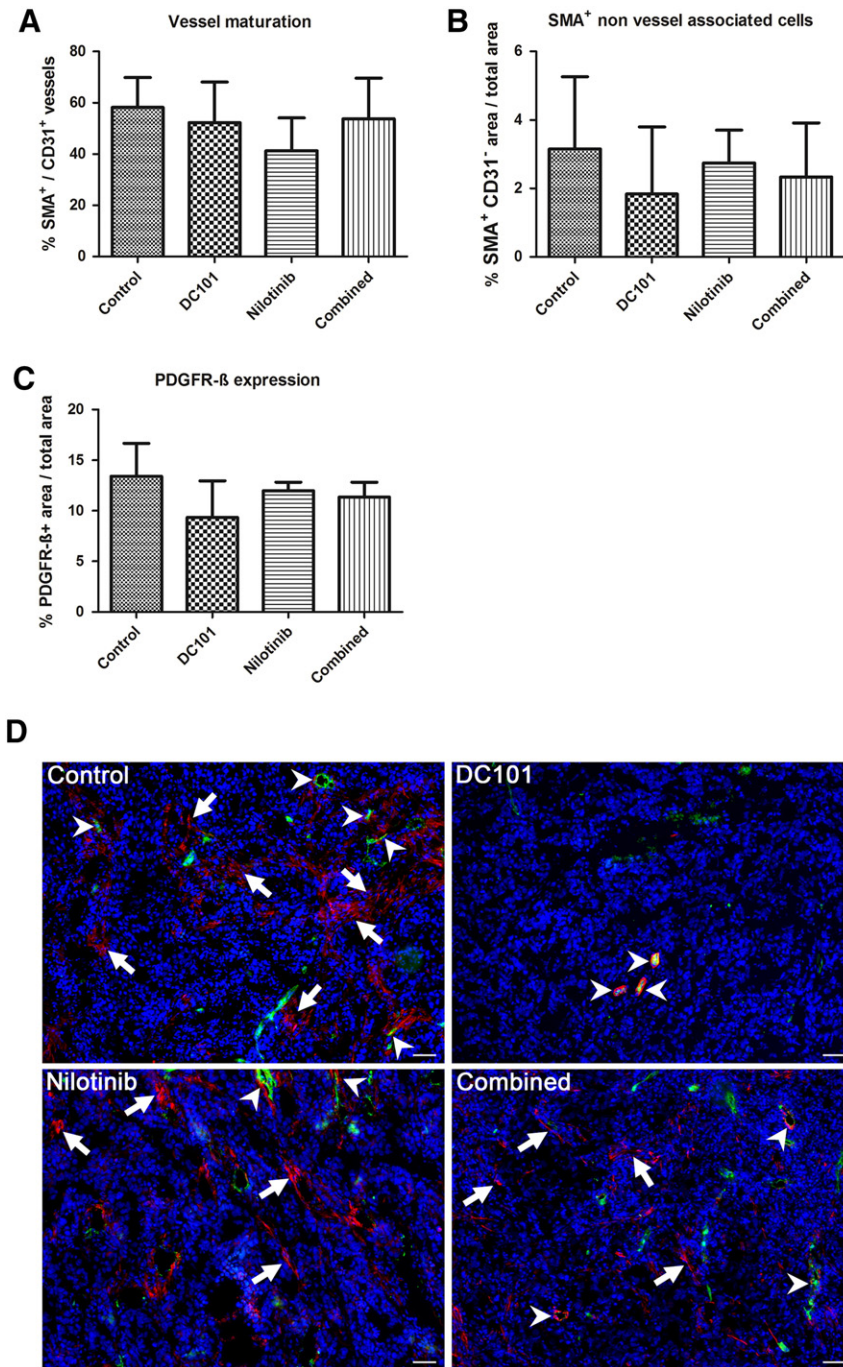 A
Vessel maturation
% SMA⁺ / CD31⁺ vessels
80
60
40
20
0
Control
DC101
Nilotinib
Combined
B
SMA⁺ non vessel associated cells
% SMA⁺ CD31⁻ area / total area
6
4
2
0
Control
DC101
Nilotinib
Combined
C
PDGFR-ß expression
% PDGFR-ß+ area / total area
20
15
10
5
0
Control
DC101
Nilotinib
Combined
D
Control
DC101
Nilotinib
Combined